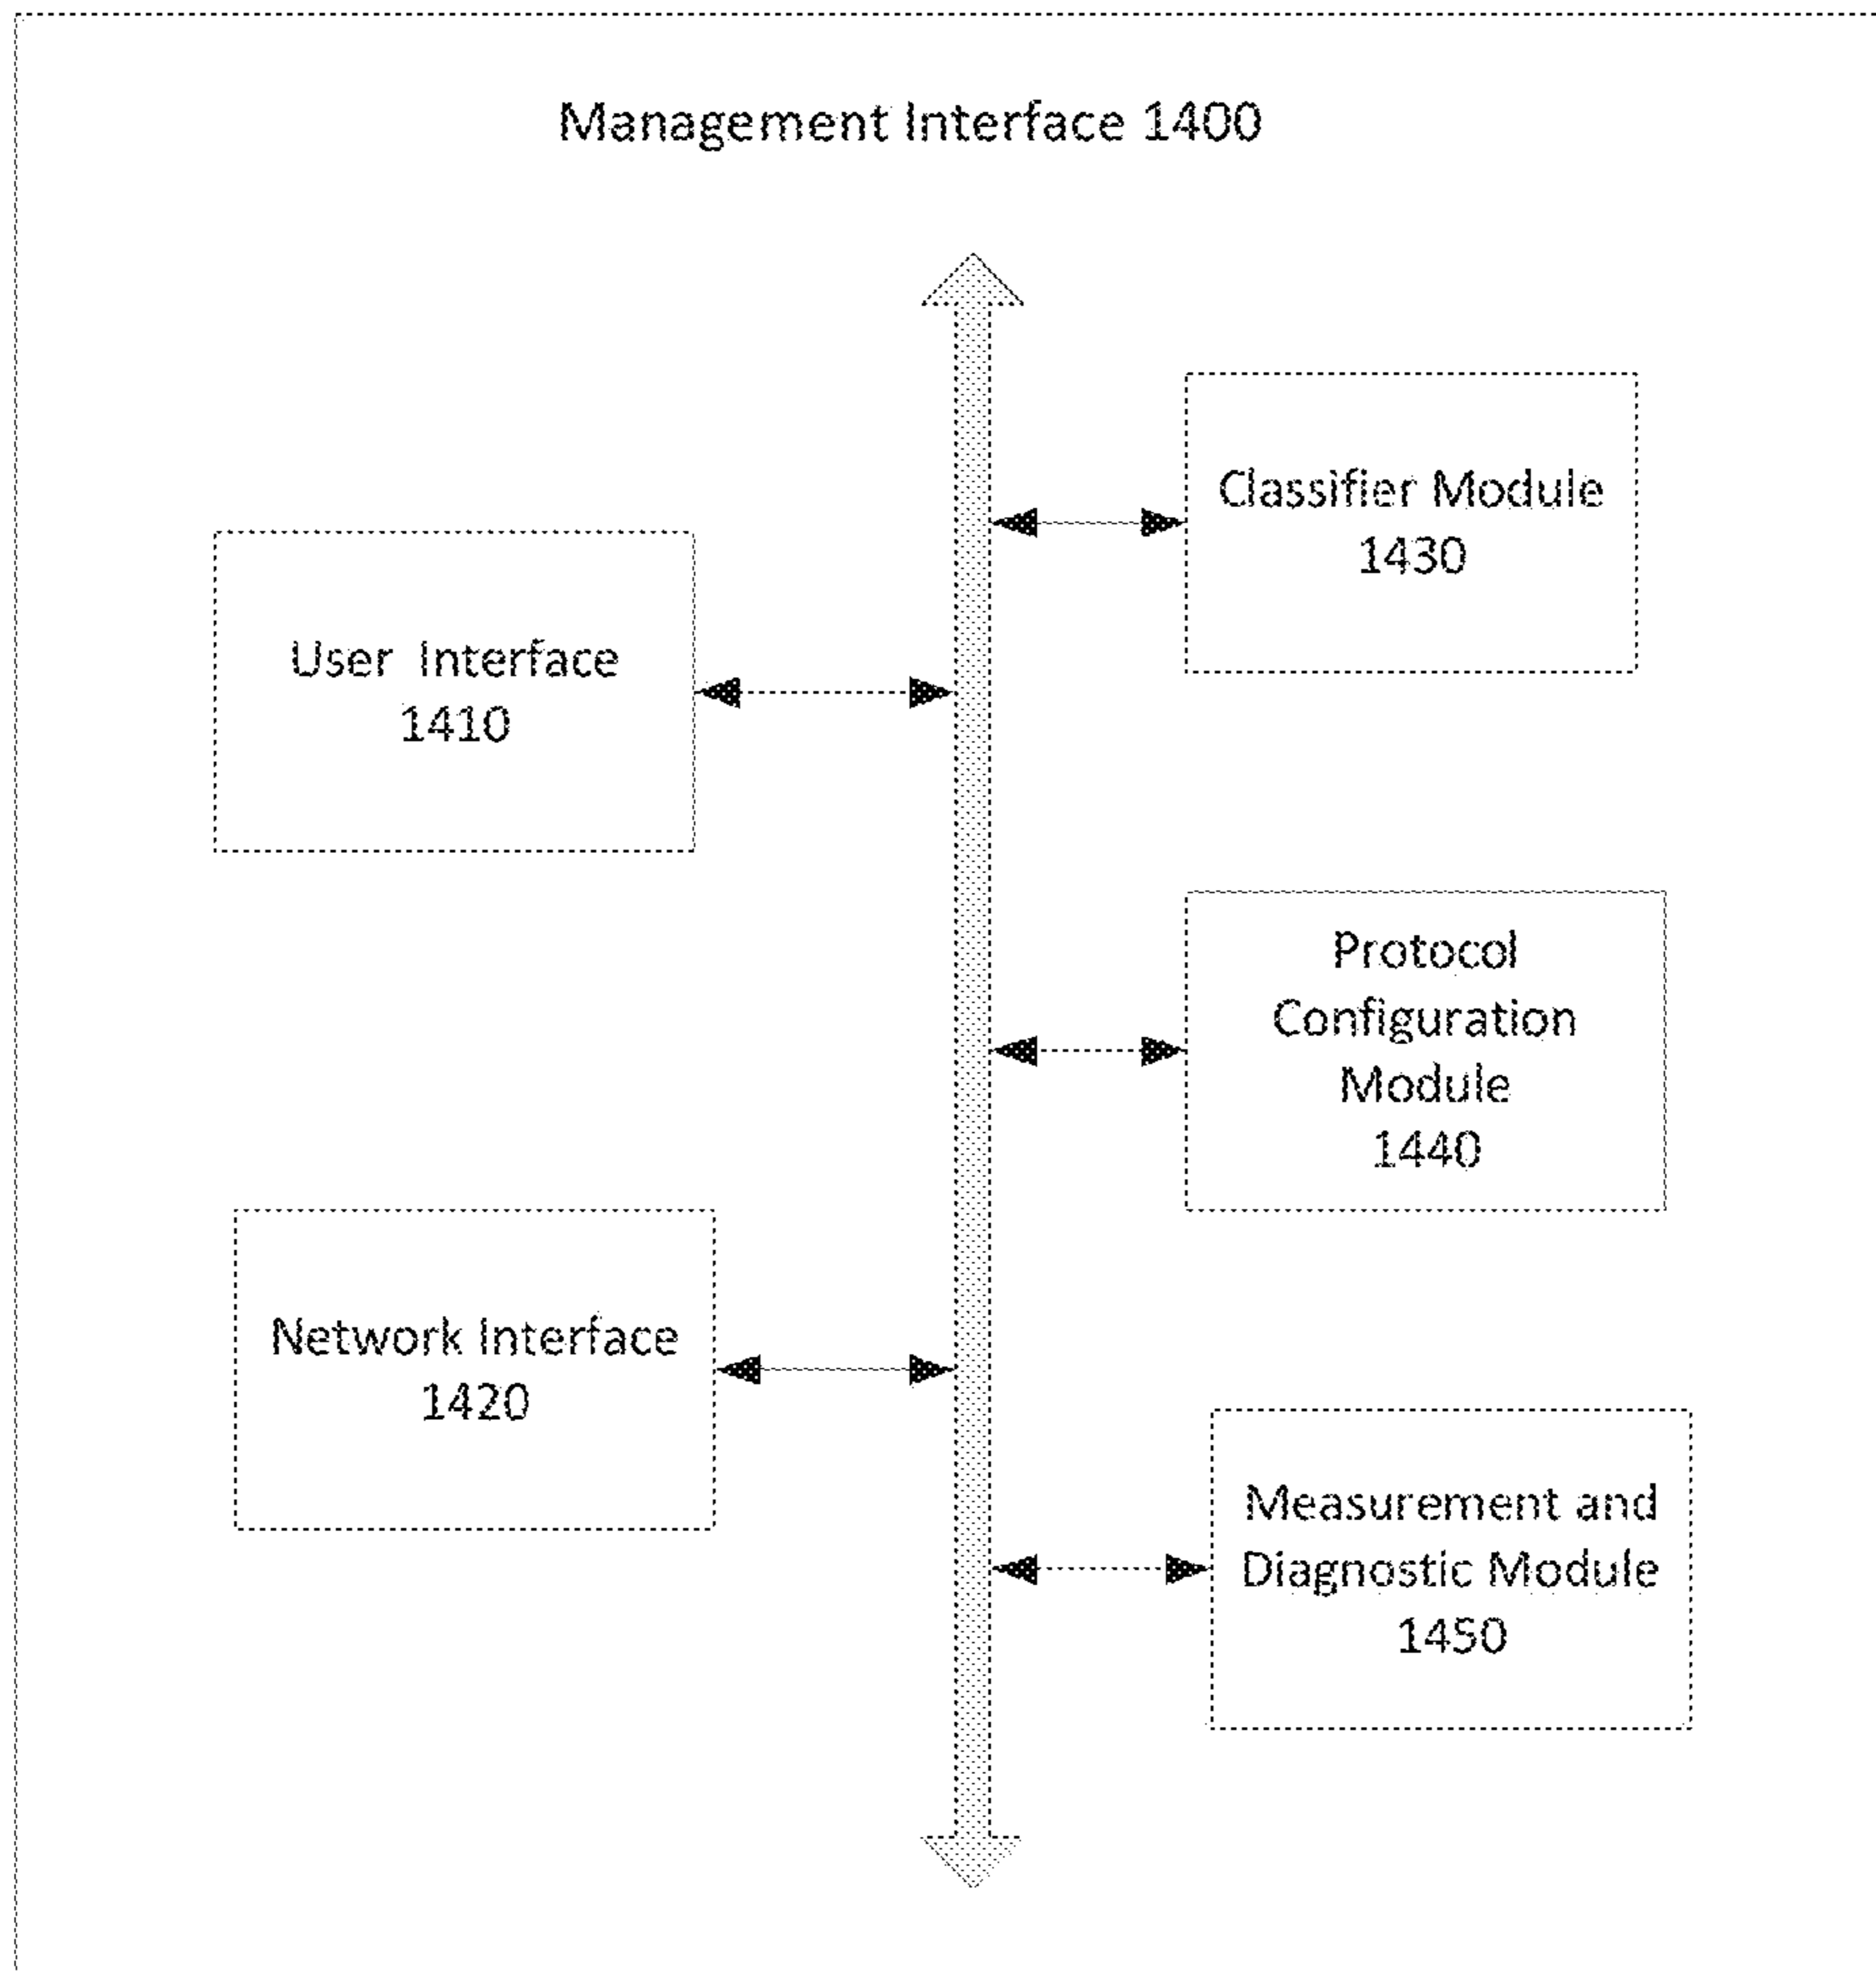 Management Interface 1400
Classifier Module
1430
User Interface
1410
Protocol
Configuration
Module
1440
Network Interface
1420
Measurement and
Diagnostic Module
1450